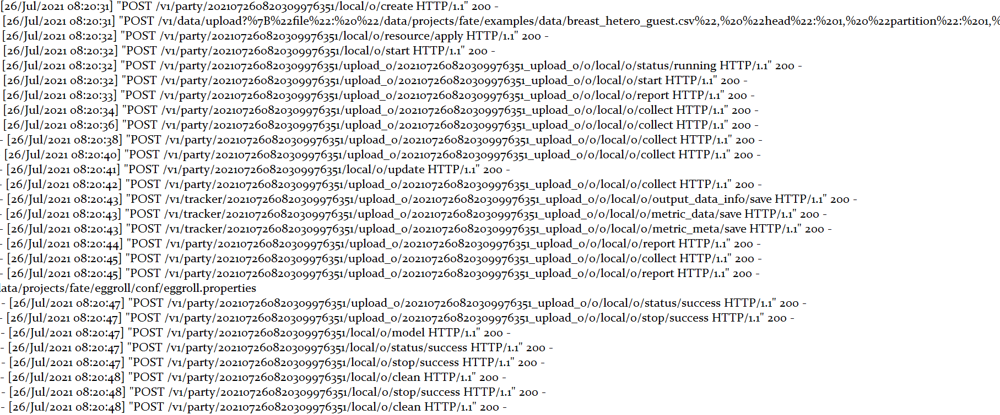 [26/Jul/2021 08:20:31] "POST /v1/party/202107260820309976351/local/0/create HTTP/1.1" 200 -
[26/Jul/2021 08:20:31] "POST /v1/data/upload?%7B%22file%22:%20%22/data/projects/fate/examples/data/breast_hetero_guest.csv%22,%20%22head%22:%201,%20%22partition%22:%201,%
[26/Jul/2021 08:20:32] "POST /v1/party/202107260820309976351/local/0/resource/apply HTTP/1.1" 200 -
[26/Jul/2021 08:20:32] "POST /v1/party/202107260820309976351/local/0/start HTTP/1.1" 200 -
[26/Jul/2021 08:20:32] "POST /v1/party/202107260820309976351/upload_0/202107260820309976351_upload_0/0/local/0/status/running HTTP/1.1" 200 -
[26/Jul/2021 08:20:32] "POST /v1/party/202107260820309976351/upload_0/202107260820309976351_upload_0/0/local/0/start HTTP/1.1" 200 -
[26/Jul/2021 08:20:33] "POST /v1/party/202107260820309976351/upload_0/202107260820309976351_upload_0/0/local/0/report HTTP/1.1" 200 -
[26/Jul/2021 08:20:34] "POST /v1/party/202107260820309976351/upload_0/202107260820309976351_upload_0/0/local/0/collect HTTP/1.1" 200 -
[26/Jul/2021 08:20:36] "POST /v1/party/202107260820309976351/upload_0/202107260820309976351_upload_0/0/local/0/collect HTTP/1.1" 200 -
- [26/Jul/2021 08:20:38] "POST /v1/party/202107260820309976351/upload_0/202107260820309976351_upload_0/0/local/0/collect HTTP/1.1" 200 -
[26/Jul/2021 08:20:40] "POST /v1/party/202107260820309976351/upload_0/202107260820309976351_upload_0/0/local/0/collect HTTP/1.1" 200 -
- [26/Jul/2021 08:20:41] "POST /v1/party/202107260820309976351/local/0/update HTTP/1.1" 200 -
- [26/Jul/2021 08:20:42] "POST /v1/party/202107260820309976351/upload_0/202107260820309976351_upload_0/0/local/0/collect HTTP/1.1" 200 -
- [26/Jul/2021 08:20:43] "POST /v1/tracker/202107260820309976351/upload_0/202107260820309976351_upload_0/0/local/0/output_data_info/save HTTP/1.1" 200 -
- [26/Jul/2021 08:20:43] "POST /v1/tracker/202107260820309976351/upload_0/202107260820309976351_upload_0/0/local/0/metric_data/save HTTP/1.1" 200 -
- [26/Jul/2021 08:20:43] "POST /v1/tracker/202107260820309976351/upload_0/202107260820309976351_upload_0/0/local/0/metric_meta/save HTTP/1.1" 200 -
- [26/Jul/2021 08:20:44] "POST /v1/party/202107260820309976351/upload_0/202107260820309976351_upload_0/0/local/0/report HTTP/1.1" 200 -
- [26/Jul/2021 08:20:45] "POST /v1/party/202107260820309976351/upload_0/202107260820309976351_upload_0/0/local/0/collect HTTP/1.1" 200 -
- [26/Jul/2021 08:20:45] "POST /v1/party/202107260820309976351/upload_0/202107260820309976351_upload_0/0/local/0/report HTTP/1.1" 200 -
data/projects/fate/eggroll/conf/eggroll.properties
- [26/Jul/2021 08:20:47] "POST /v1/party/202107260820309976351/upload_0/202107260820309976351_upload_0/0/local/0/status/success HTTP/1.1" 200 -
- [26/Jul/2021 08:20:47] "POST /v1/party/202107260820309976351/upload_0/202107260820309976351_upload_0/0/local/0/stop/success HTTP/1.1" 200 -
- [26/Jul/2021 08:20:47] "POST /v1/party/202107260820309976351/local/0/model HTTP/1.1" 200 -
- [26/Jul/2021 08:20:47] "POST /v1/party/202107260820309976351/local/0/status/success HTTP/1.1" 200 -
- [26/Jul/2021 08:20:47] "POST /v1/party/202107260820309976351/local/0/stop/success HTTP/1.1" 200 -
- [26/Jul/2021 08:20:48] "POST /v1/party/202107260820309976351/local/0/clean HTTP/1.1" 200 -
- [26/Jul/2021 08:20:48] "POST /v1/party/202107260820309976351/local/0/stop/success HTTP/1.1" 200 -
- [26/Jul/2021 08:20:48] "POST /v1/party/202107260820309976351/local/0/clean HTTP/1.1" 200 -